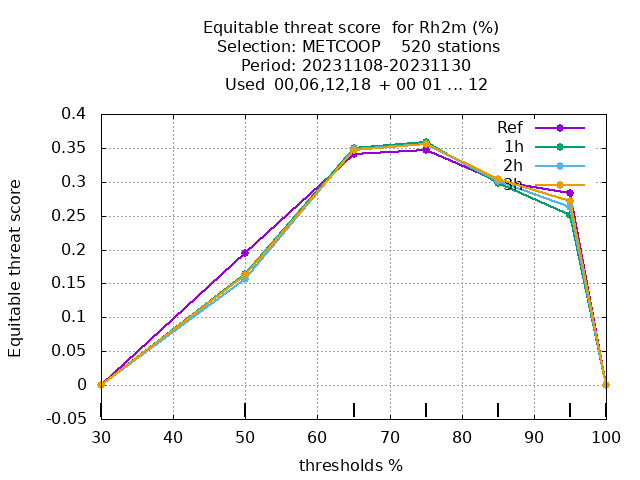 Equitable threat score for Rh2m (%)
Selection: METCOOP 520 stations
Period: 20231108-20231130
Used 00,06,12,18 + 00 01 ... 12
0.4
0.35
0.3
0.25
0.2
0.15
0.1
0.05
0
-0.05
Equitable threat score
Ref
1h
2h
3h
30 40 50 60 70 80 90 100
thresholds %